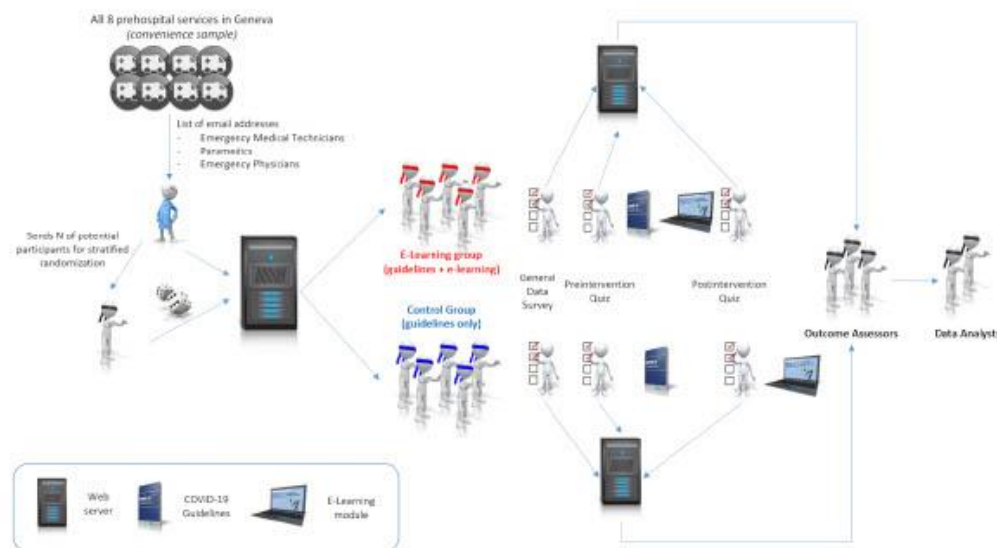 All 8 prehospital services in Geneva
(convenience sample)
List of email addresses
- Emergency Medical Technicians
- Paramedics
- Emergency Physicians
Sends N of potential
participants for stratified
randomization
E-Learning group
(guidelines + e-learning)
Control Group
(guidelines only)
General
Data
Survey
Preintervention
Quiz
Postintervention
Quiz
Outcome Assessors
Data Analyst
Web
server
COVID-19
Guidelines
E-Learning
module